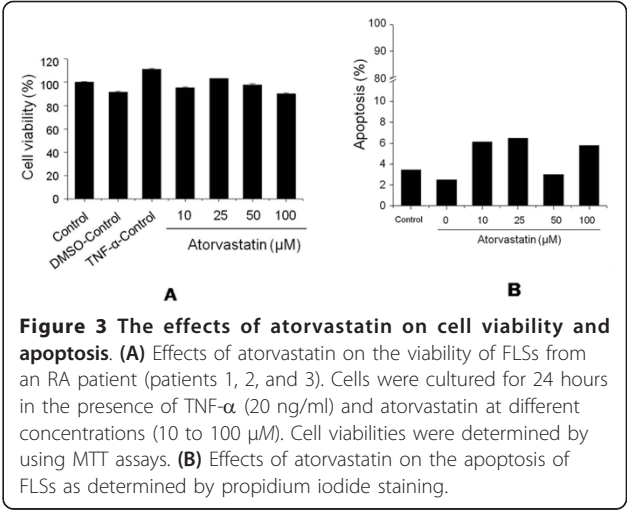 120
100
80
60
40
20
0
Cell viability (%)
Control
DMSO-Control
TNF-α-Control
10 25 50 100
Atorvastatin (µM)
A
100
90
80
6
4
2
0
Apoptosis (%)
Control 0 10 25 50 100
Atorvastatin (µM)
B
Figure 3 The effects of atorvastatin on cell viability and
apoptosis. (A) Effects of atorvastatin on the viability of FLSs from
an RA patient (patients 1, 2, and 3). Cells were cultured for 24 hours
in the presence of TNF-α (20 ng/ml) and atorvastatin at different
concentrations (10 to 100 µM). Cell viabilities were determined by
using MTT assays. (B) Effects of atorvastatin on the apoptosis of
FLSs as determined by propidium iodide staining.